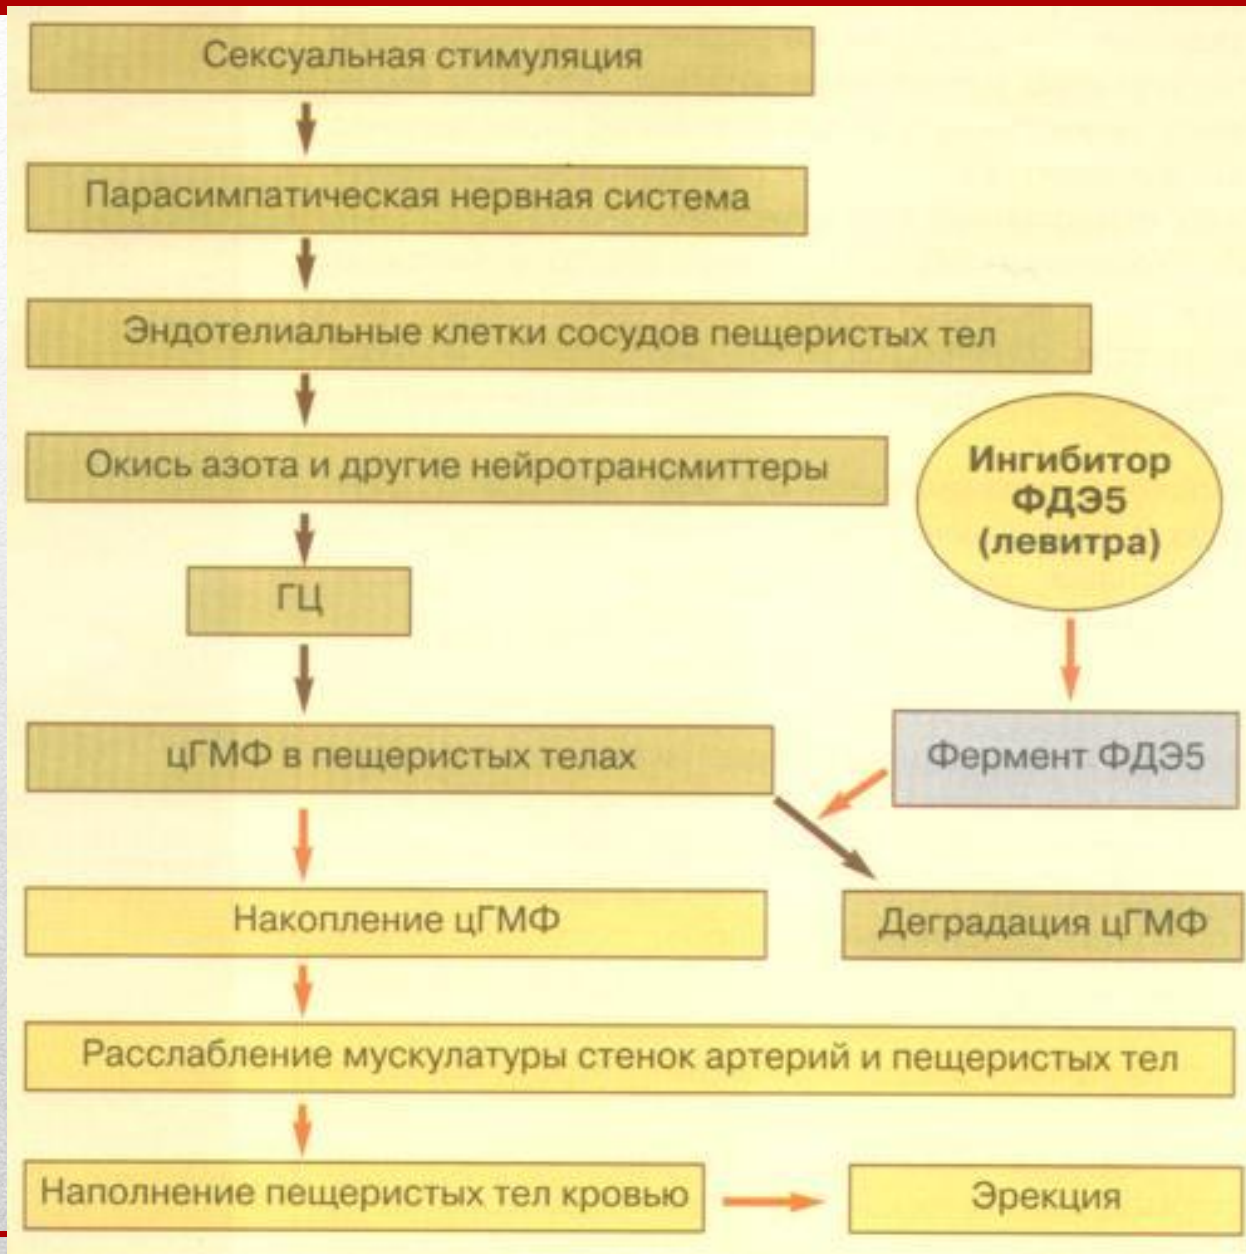 Сексуальная стимуляция
Парасимпатическая нервная система
Эндотелиальные клетки сосудов пещеристых тел
Окись азота и другие нейротрансмиттеры
Ингибитор
ФДЭ5
(левитра)
ГЦ
цГМФ в пещеристых телах
Фермент ФДЭ5
Накопление цГМФ
Деградация цГМФ
Расслабление мускулатуры стенок артерий и пещеристых тел
Наполнение пещеристых тел кровью
Эрекция